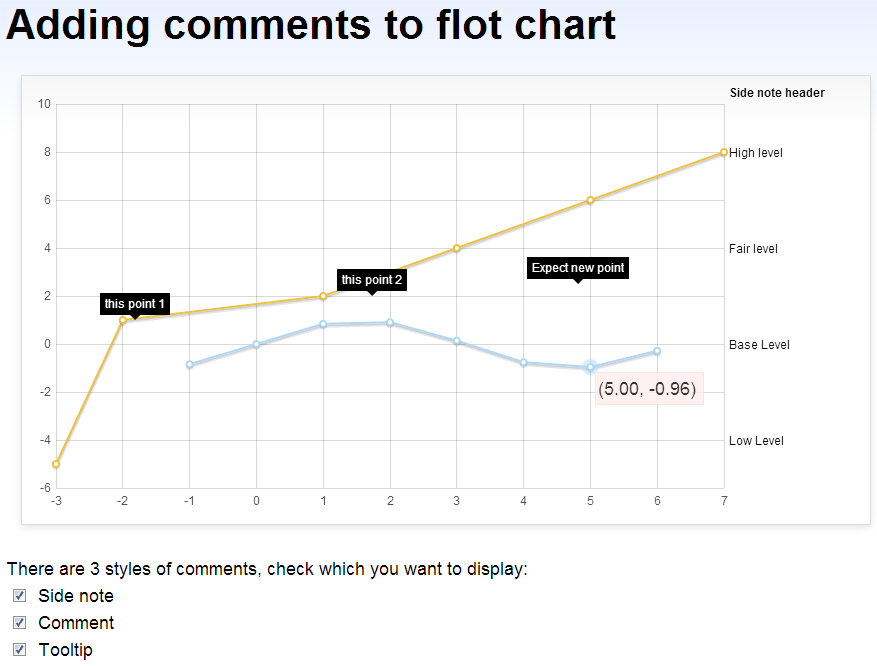 Adding comments to flot chart
Side note header
10
8
High level
6
4
Fair level
Expect new point
this point 2
2
this point 1
0
Base Level
-2
(5.00, -0.96)
-4
Low Level
-6
-3 -2 -1 0 1 2 3 4 5 6 7
There are 3 styles of comments, check which you want to display:
Side note
Comment
Tooltip